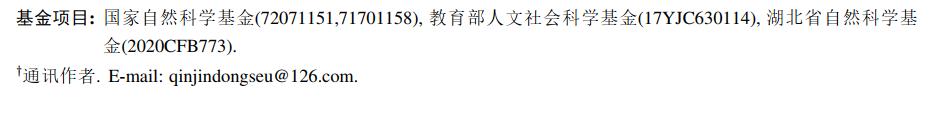 基金项目: 国家自然科学基金(72071151,71701158), 教育部人文社会科学基金(17YJC630114), 湖北省自然科学基
金(2020CFB773).
†通讯作者. E-mail: qinjindongseu@126.com.